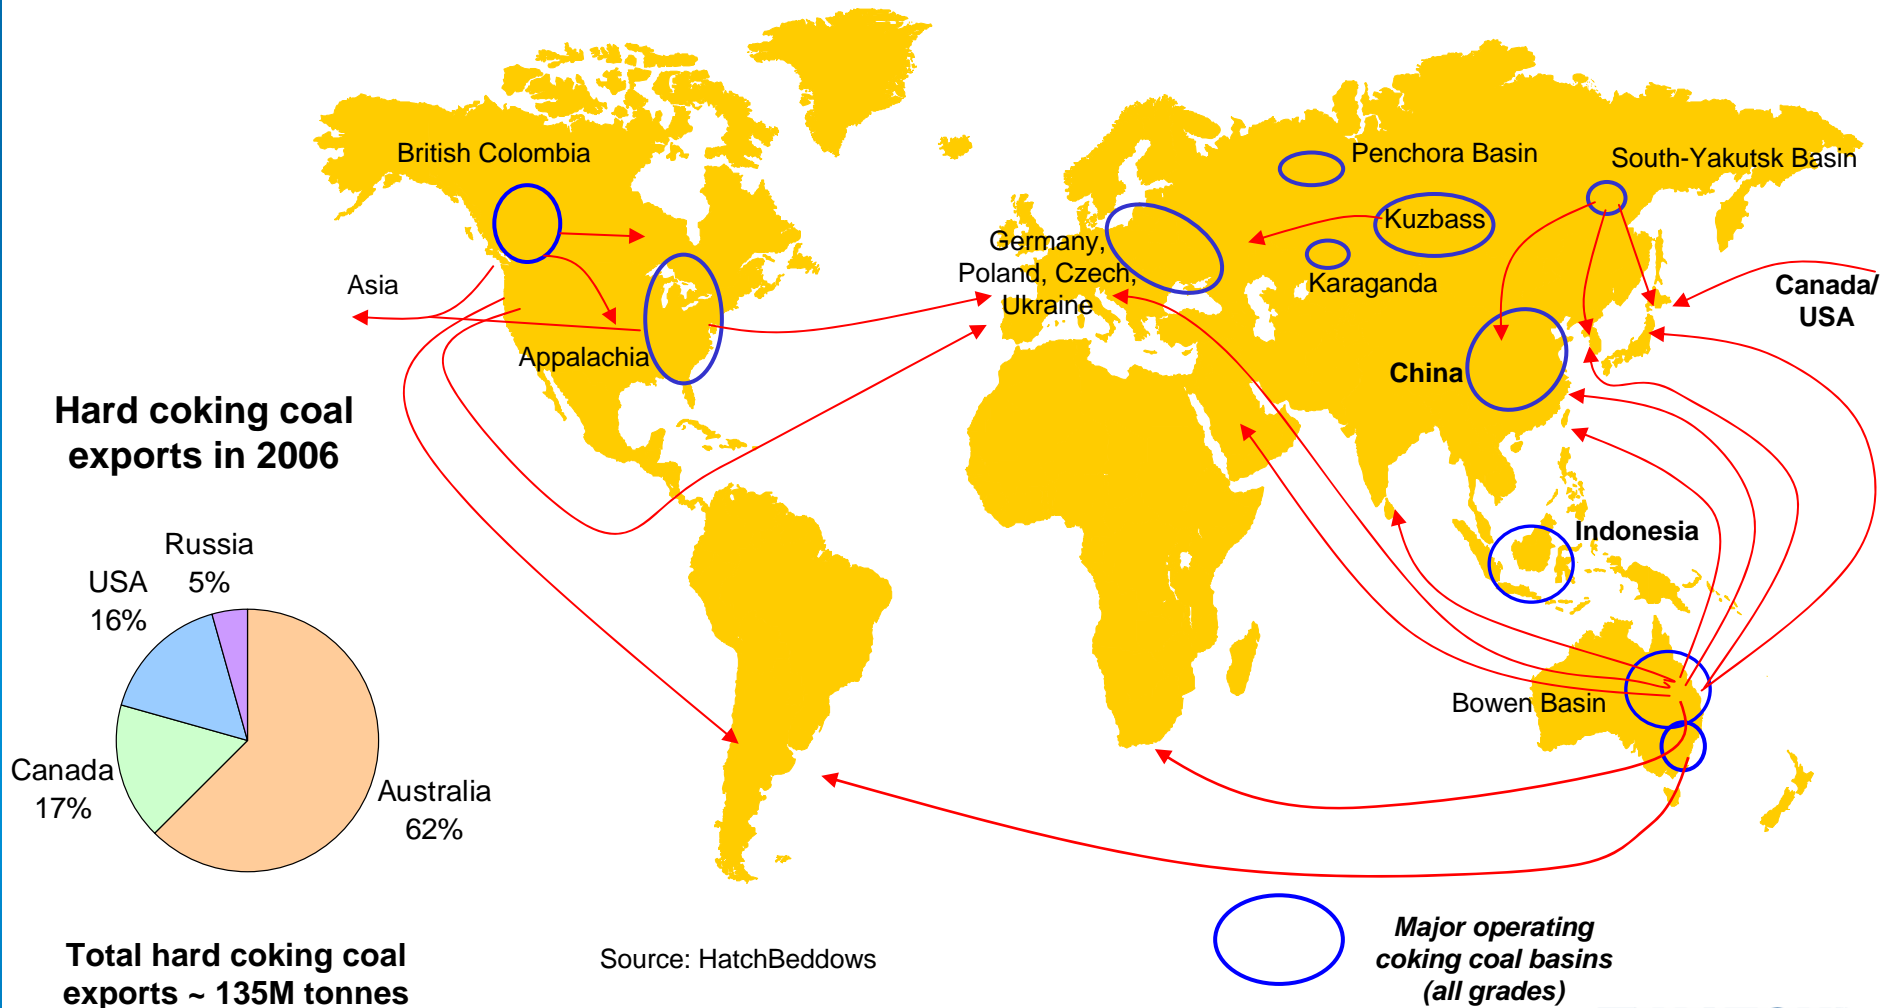 British Colombia
Penchora Basin
South-Yakutsk Basin
Kuzbass
Germany,
Poland, Czech,
Ukraine
Karaganda
Canada/
USA
Asia
Appalachia
China
Hard coking coal
exports in 2006
Indonesia
Russia
5%
USA
16%
Bowen Basin
Canada
17%
Australia
62%
Major operating
coking coal basins
(all grades)
Total hard coking coal
exports ~ 135M tonnes
Source: HatchBeddows